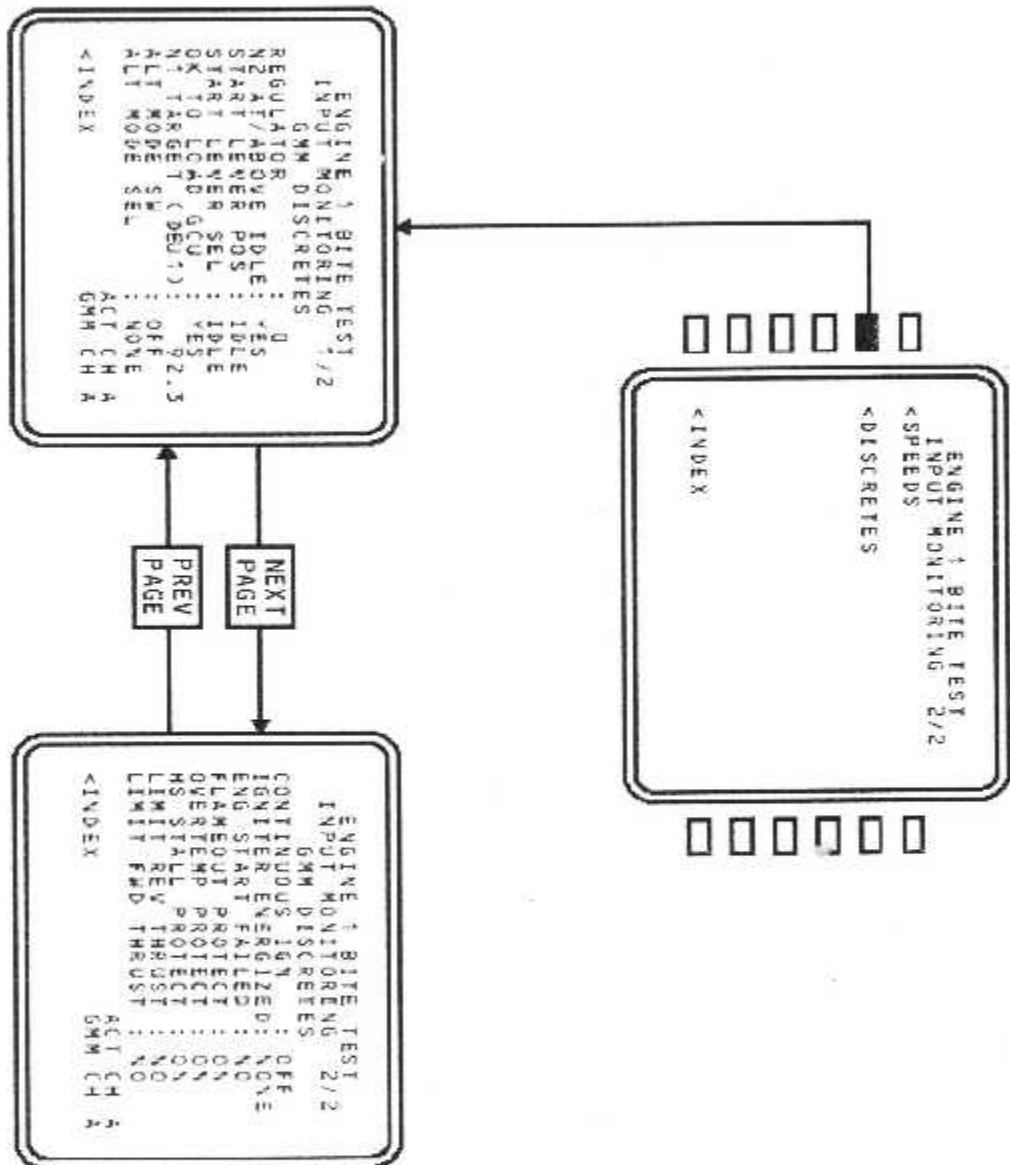 ENGINE 1 BITE TEST
INPUT MONITORING 2/2
<SPEEDS
<DISCRETES
<INDEX
ENGINE 1 BITE TEST
INPUT MONITORING 1/2
GMM DISCRETES
REGULATOR : 0
N2 AT/ABOVE IDLE : YES
START LEVER POS : IDLE
START LEVER SEL : IDLE
OK TO LOAD GCU : YES
N1 TARGET (DEU1) : 92.3
ALT MODE SW : OFF
ALT MODE SEL : NONE
ACT CH A
<INDEX GMM CH A
NEXT
PAGE
PREV
PAGE
ENGINE 1 BITE TEST
INPUT MONITORING 2/2
GMM DISCRETES
CONTINUOUS IGN : OFF
IGNITER ENERGIZED : NONE
ENG START FAILED : NO
FLAMEOUT PROTECT : ON
OVERTEMP PROTECT : ON
HS STALL PROTECT : ON
LIMIT REV THRUST : NO
LIMIT FWD THRUST : NO
ACT CH A
<INDEX GMM CH A